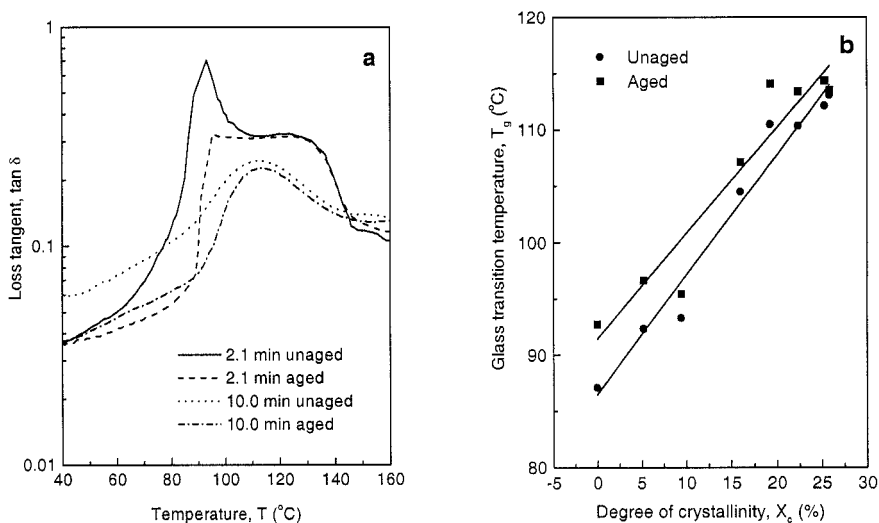 a
1
0.1
0.01
Loss tangent, tan δ
2.1 min unaged
2.1 min aged
10.0 min unaged
10.0 min aged
40 60 80 100 120 140 160
Temperature, T (°C)
b
Unaged
Aged
120
110
100
90
80
Glass transition temperature, Tg (°C)
-5 0 5 10 15 20 25 30
Degree of crystallinity, Xc (%)